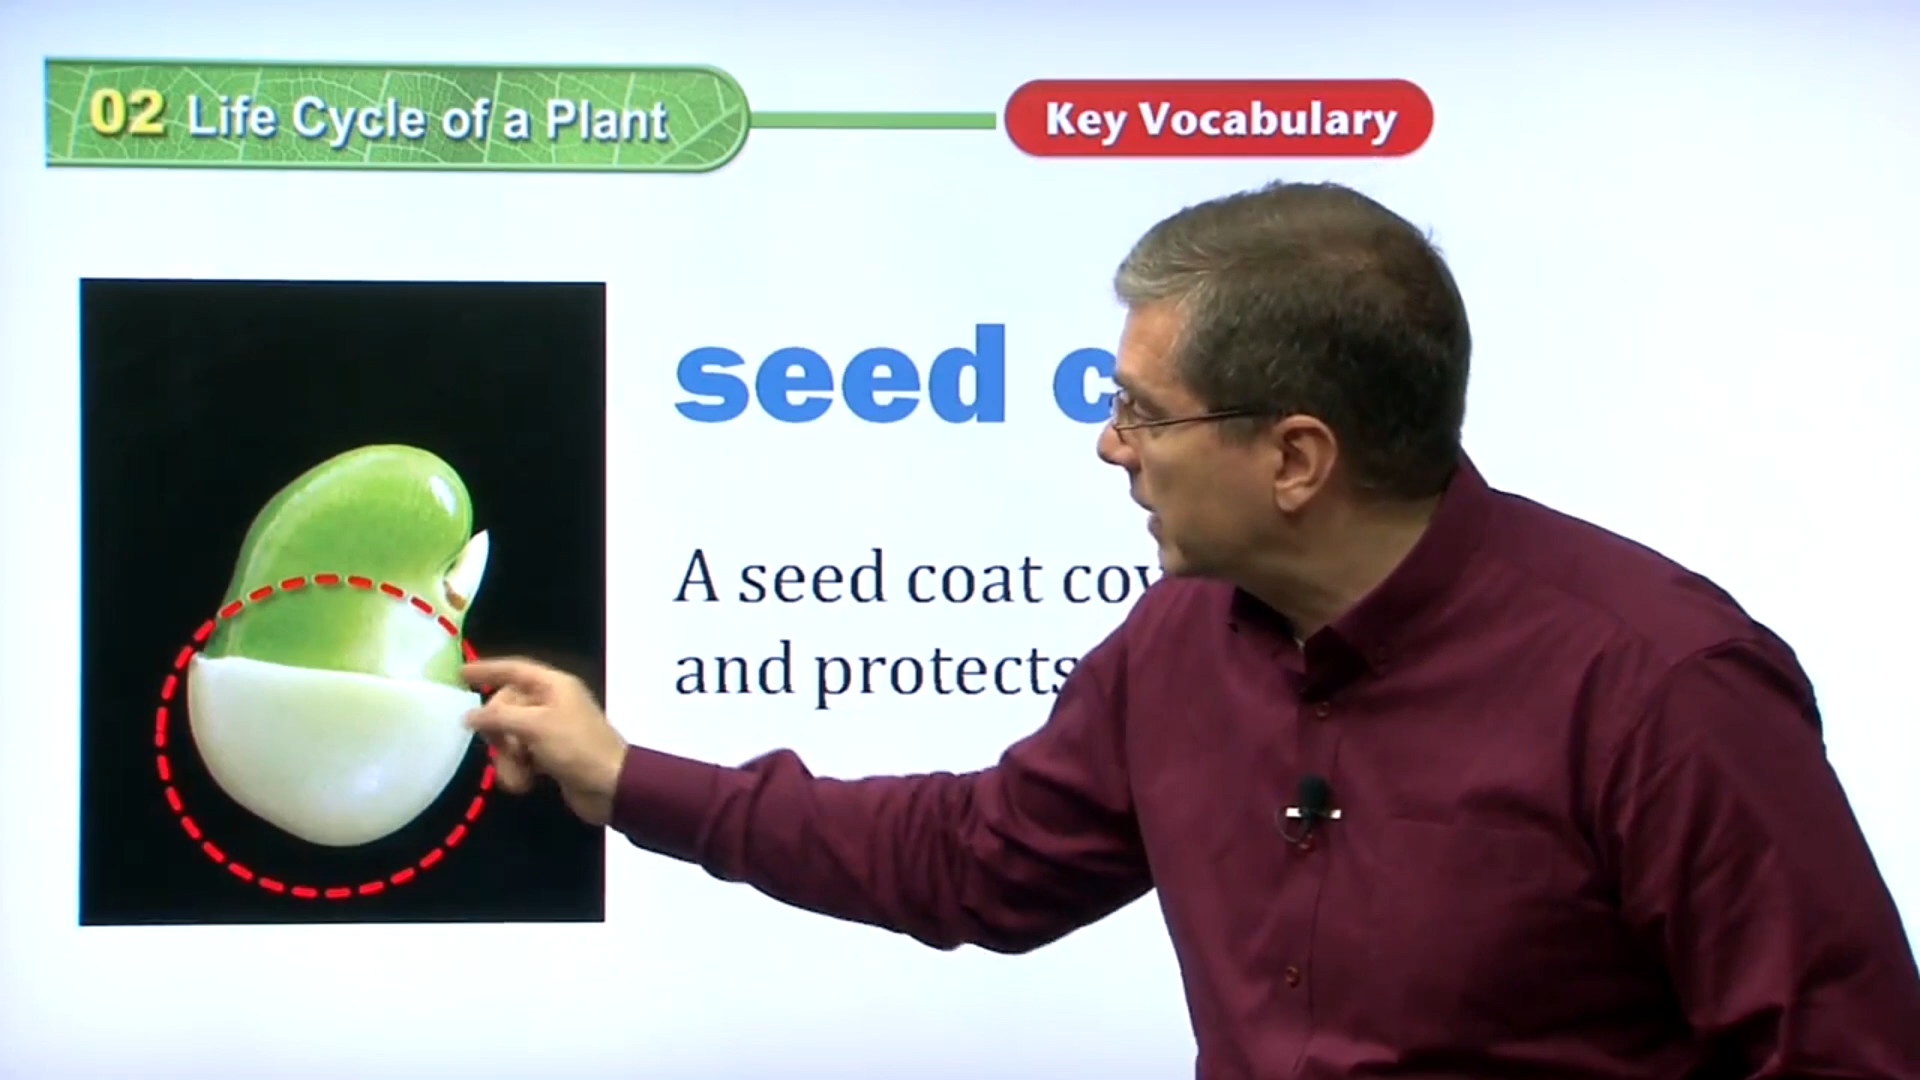 02 Life Cycle of a Plant
Key Vocabulary
seed c
A seed coat cov
and protects